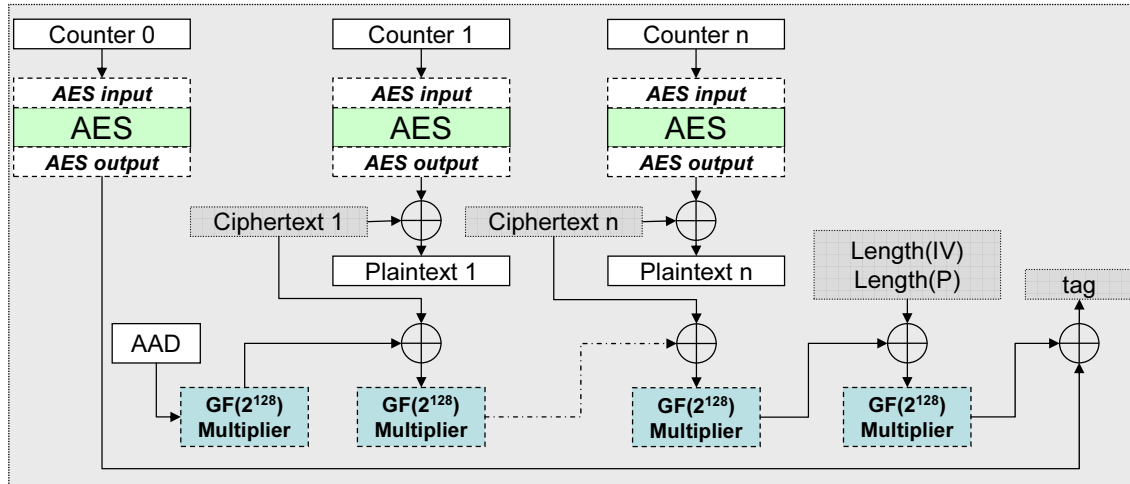 Counter 0
Counter 1
Counter n
AES input
AES input
AES input
AES
AES
AES
AES output
AES output
AES output
Ciphertext 1
Ciphertext n
Plaintext 1
Plaintext n
Length(IV)
Length(P)
tag
AAD
GF(2¹²⁸)
Multiplier
GF(2¹²⁸)
Multiplier
GF(2¹²⁸)
Multiplier
GF(2¹²⁸)
Multiplier